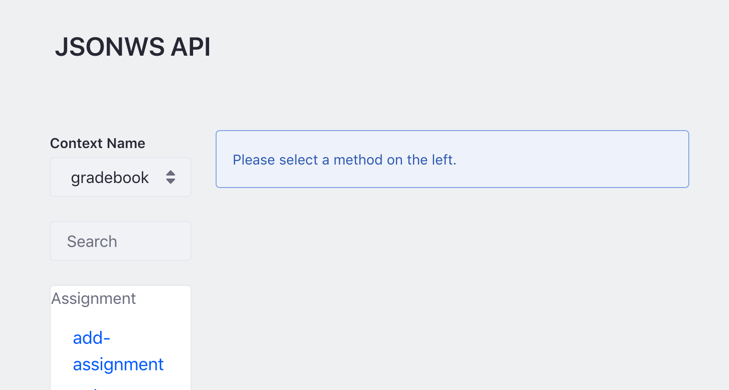 JSONWS API
Context Name
gradebook
Please select a method on the left.
Search
Assignment
add-
assignment